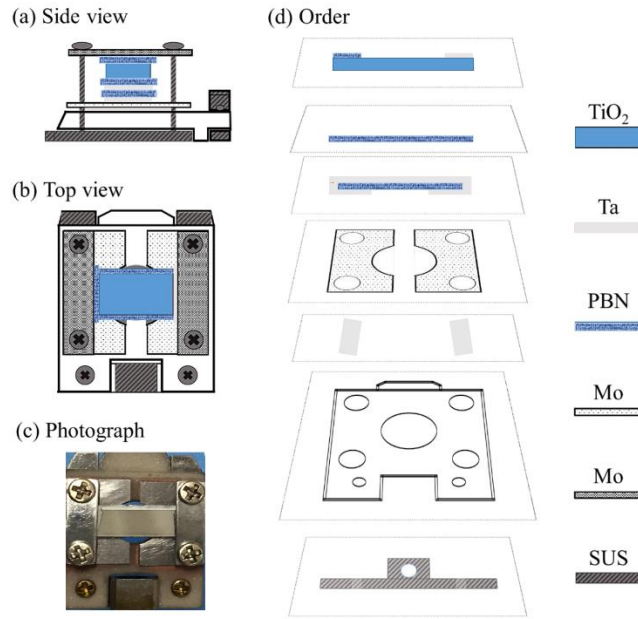 (a) Side view
(b) Top view
(c) Photograph
(d) Order
TiO₂
Ta
PBN
Mo
Mo
SUS